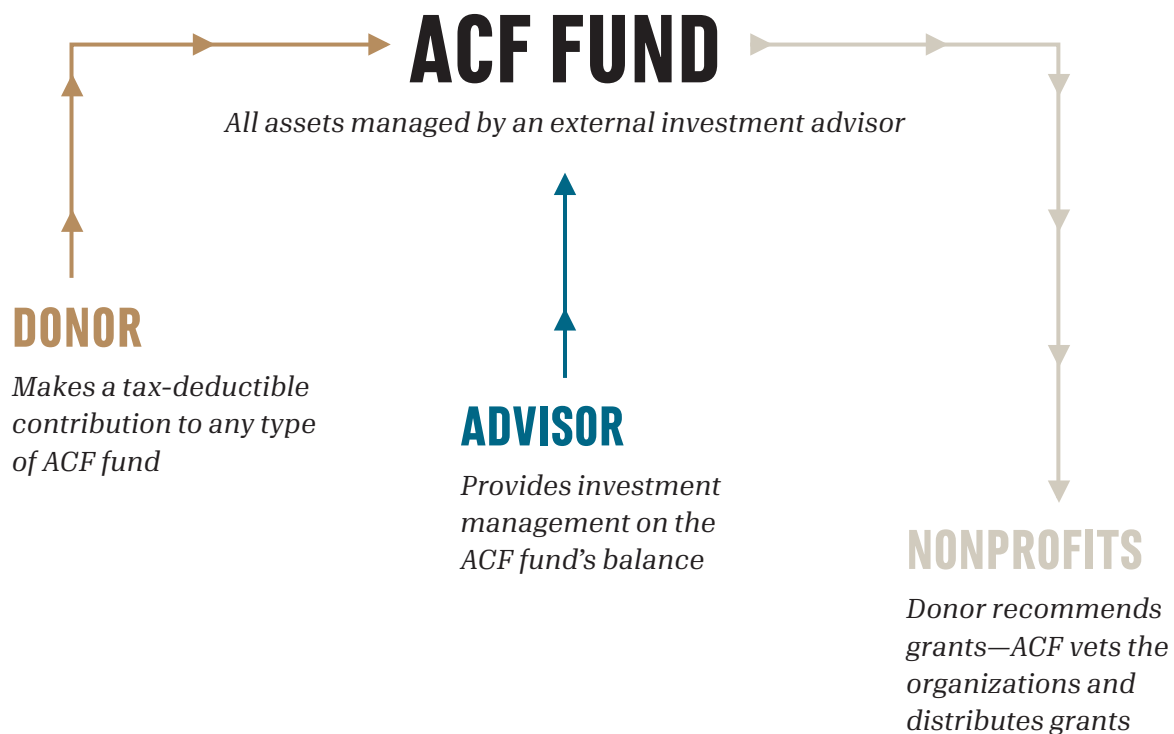 ACF FUND
All assets managed by an external investment advisor
DONOR
Makes a tax-deductible
contribution to any type
of ACF fund
ADVISOR
Provides investment
management on the
ACF fund’s balance
NONPROFITS
Donor recommends
grants—ACF vets the
organizations and
distributes grants